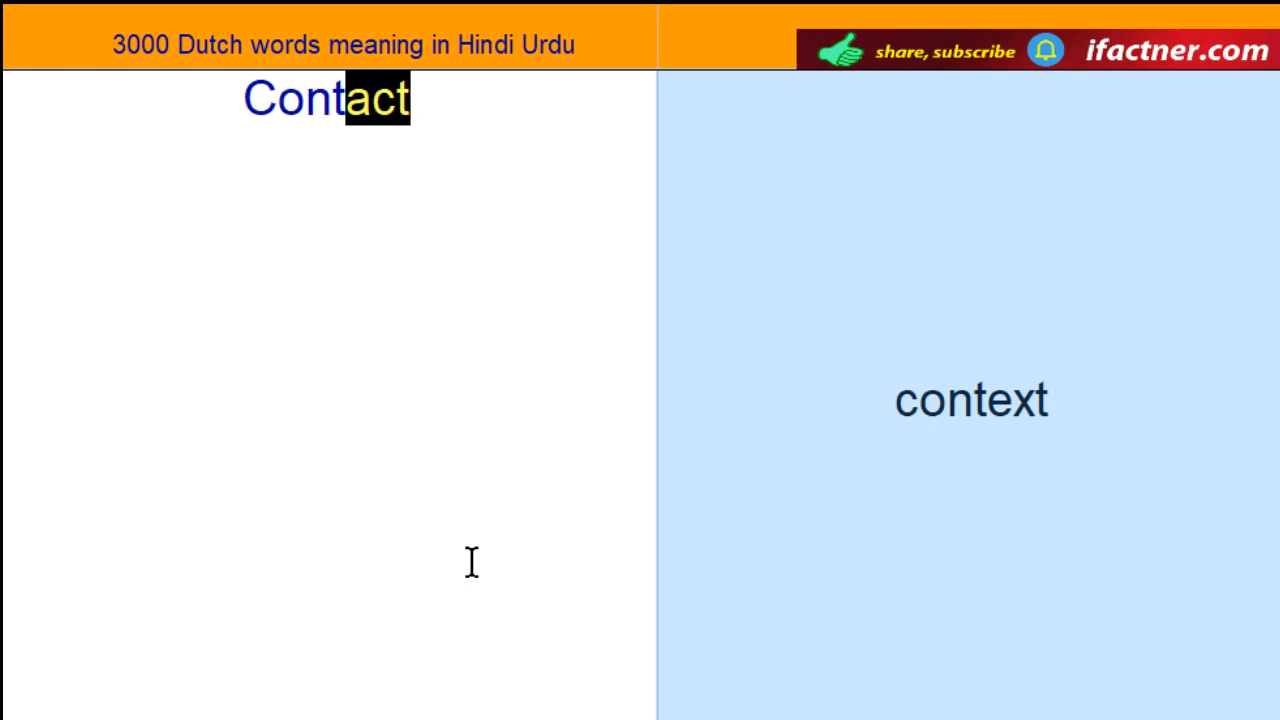 3000 Dutch words meaning in Hindi Urdu
share, subscribe
ifactner.com
Contact
context